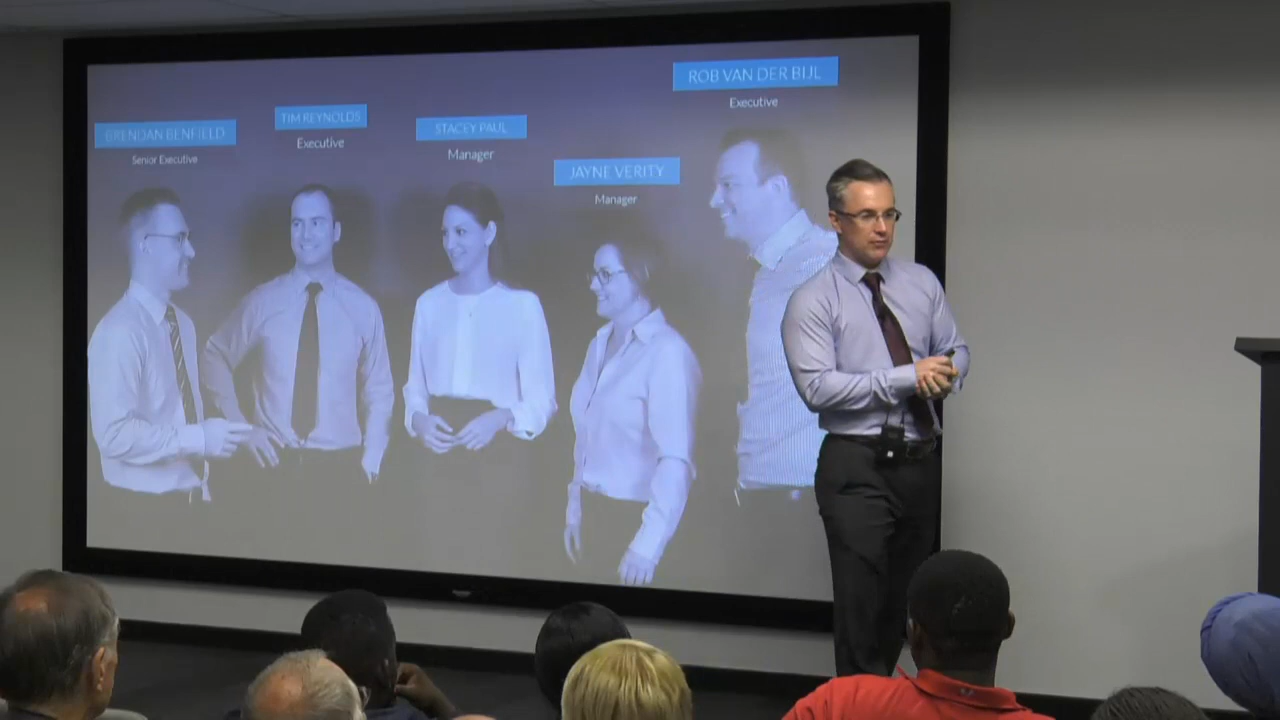 BRENDAN BENFIELD
Senior Executive
TIM REYNOLDS
Executive
STACEY PAUL
Manager
JAYNE VERITY
Manager
ROB VAN DER BIJL
Executive